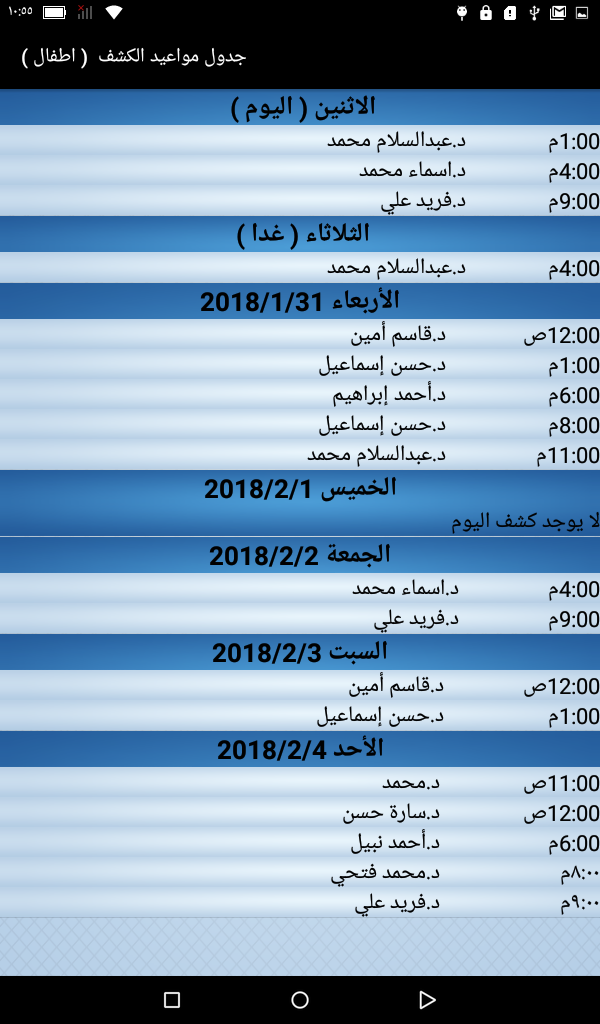 ١٠:٥٥
جدول مواعيد الكشف ( اطفال )
الاثنين ( اليوم )
1:00م د.عبدالسلام محمد
4:00م د.اسماء محمد
9:00م د.فريد علي
الثلاثاء ( غدا )
4:00م د.عبدالسلام محمد
الأربعاء 2018/1/31
12:00ص د.قاسم أمين
1:00م د.حسن إسماعيل
6:00م د.أحمد إبراهيم
8:00م د.حسن إسماعيل
11:00م د.عبدالسلام محمد
الخميس 2018/2/1
لا يوجد كشف اليوم
الجمعة 2018/2/2
4:00م د.اسماء محمد
9:00م د.فريد علي
السبت 2018/2/3
12:00ص د.قاسم أمين
1:00م د.حسن إسماعيل
الأحد 2018/2/4
11:00ص د.محمد
12:00ص د.سارة حسن
6:00م د.أحمد نبيل
٨:٠٠م د.محمد فتحي
٩:٠٠م د.فريد علي